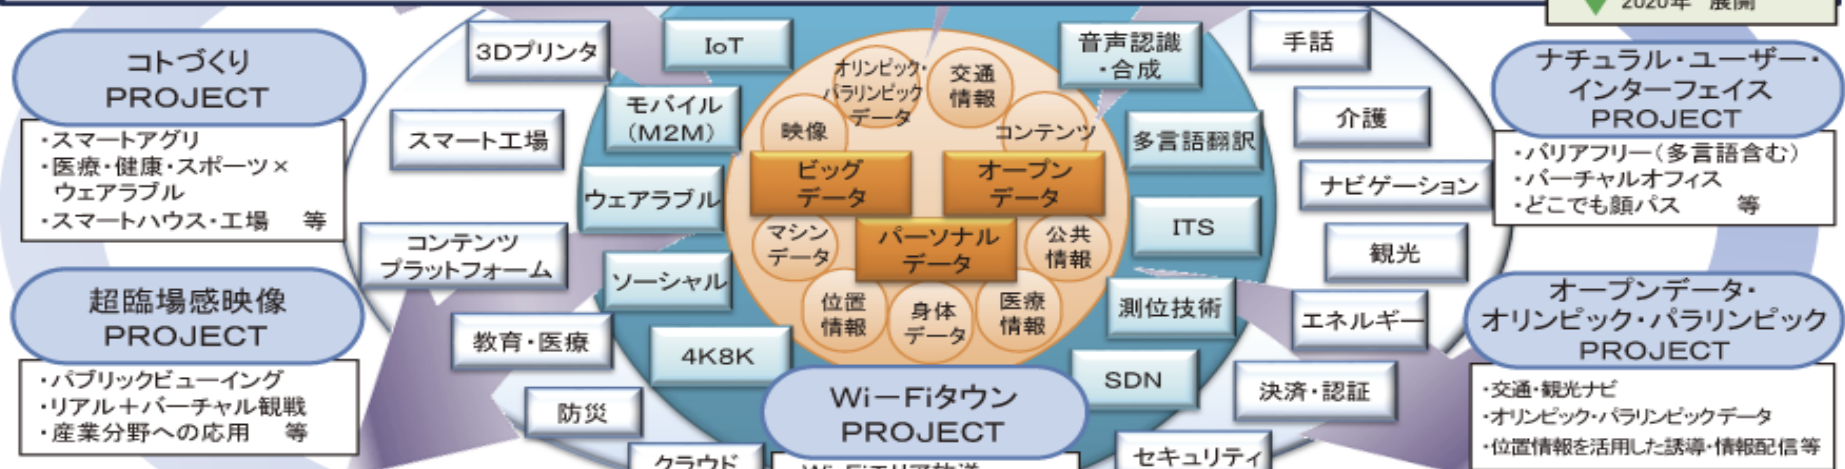 2020年 展開
コトづくり
PROJECT
・スマートアグリ
・医療・健康・スポーツ×
ウェアラブル
・スマートハウス・工場 等
超臨場感映像
PROJECT
・パブリックビューイング
・リアル＋バーチャル観戦
・産業分野への応用 等
3Dプリンタ
スマート工場
コンテンツ
プラットフォーム
教育・医療
防災
クラウド
IoT
モバイル
(M2M)
ウェアラブル
ソーシャル
4K8K
オリンピック・
パラリンピック
データ
交通
情報
映像
コンテンツ
ビッグ
データ
オープン
データ
パーソナル
データ
マシン
データ
公共
情報
位置
情報
身体
データ
医療
情報
Wi－Fiタウン
PROJECT
・Wi-Fiエリア放送
音声認識
・合成
多言語翻訳
ITS
測位技術
SDN
手話
介護
ナビゲーション
観光
エネルギー
決済・認証
セキュリティ
ナチュラル・ユーザー・
インターフェイス
PROJECT
・バリアフリー（多言語含む）
・バーチャルオフィス
・どこでも顔パス 等
オープンデータ・
オリンピック・パラリンピック
PROJECT
・交通・観光ナビ
・オリンピック・パラリンピックデータ
・位置情報を活用した誘導・情報配信等